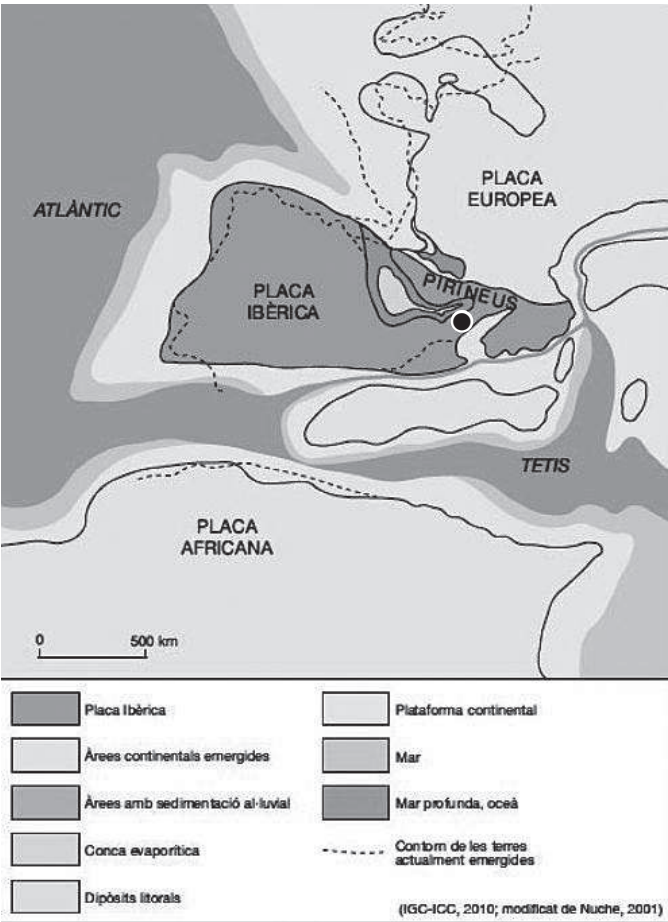 PLACA
EUROPEA
ATLÀNTIC
PIRINEUS
PLACA
IBÈRICA
TETIS
PLACA
AFRICANA
0 500 km
Placa Ibèrica
Àrees continentals emergides
Àrees amb sedimentació al·luvial
Conca evaporítica
Dipòsits litorals
Plataforma continental
Mar
Mar profunda, oceà
Contorn de les terres
actualment emergides
(IGC-ICC, 2010; modificat de Nuche, 2001)